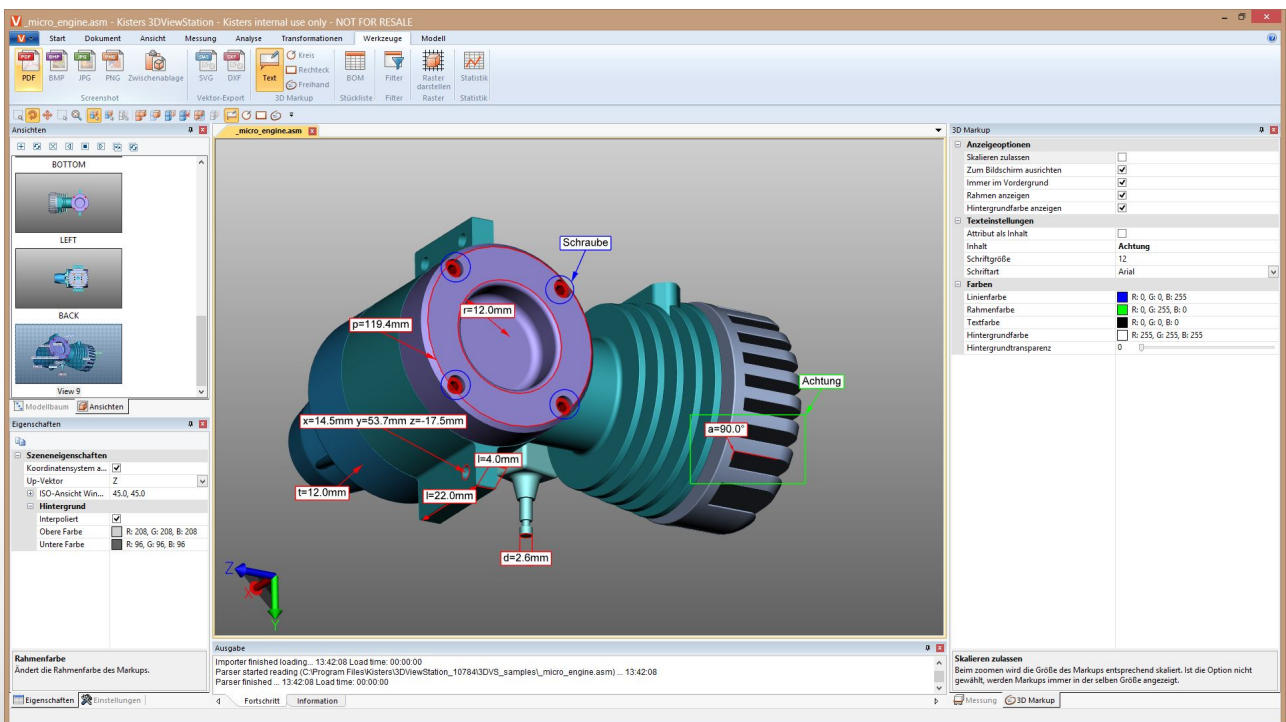 _micro_engine.asm - Kisters 3DViewStation - Kisters internal use only - NOT FOR RESALE
Start Dokument Ansicht Messung Analyse Transformationen Werkzeuge Modell
PDF BMP JPG PNG Zwischenablage SVG DXF Text Kreis Rechteck Freihand BOM Filter Raster darstellen Statistik
Screenshot Vektor-Export 3D Markup Stückliste Filter Raster Statistik
Ansichten
BOTTOM
LEFT
BACK
View 9
Modellbaum Ansichten
Eigenschaften
Szeneneigenschaften
Koordinatensystem a...
Up-Vektor Z
ISO-Ansicht Win... 45.0, 45.0
Hintergrund
Interpoliert
Obere Farbe R: 208, G: 208, B: 208
Untere Farbe R: 96, G: 96, B: 96
Rahmenfarbe
Ändert die Rahmenfarbe des Markups.
Eigenschaften Einstellungen
_micro_engine.asm
Schraube
r=12.0mm
p=119.4mm
Achtung
x=14.5mm y=53.7mm z=-17.5mm
a=90.0°
l=4.0mm
t=12.0mm
l=22.0mm
d=2.6mm
Z
X
Y
Ausgabe
Importer finished loading... 13:42:08 Load time: 00:00:00
Parser started reading (C:\Program Files\Kisters\3DViewStation_10784\3DVS_samples\_micro_engine.asm) ... 13:42:08
Parser finished ... 13:42:08 Load time: 00:00:00
Fortschritt Information
3D Markup
Anzeigeoptionen
Skalieren zulassen
Zum Bildschirm ausrichten
Immer im Vordergrund
Rahmen anzeigen
Hintergrundfarbe anzeigen
Texteinstellungen
Attribut als Inhalt
Inhalt Achtung
Schriftgröße 12
Schriftart Arial
Farben
Linienfarbe R: 0, G: 0, B: 255
Rahmenfarbe R: 0, G: 255, B: 0
Textfarbe R: 0, G: 0, B: 0
Hintergrundfarbe R: 255, G: 255, B: 255
Hintergrundtransparenz 0
Skalieren zulassen
Beim zoomen wird die Größe des Markups entsprechend skaliert. Ist die Option nicht
gewählt, werden Markups immer in der selben Größe angezeigt.
Messung 3D Markup